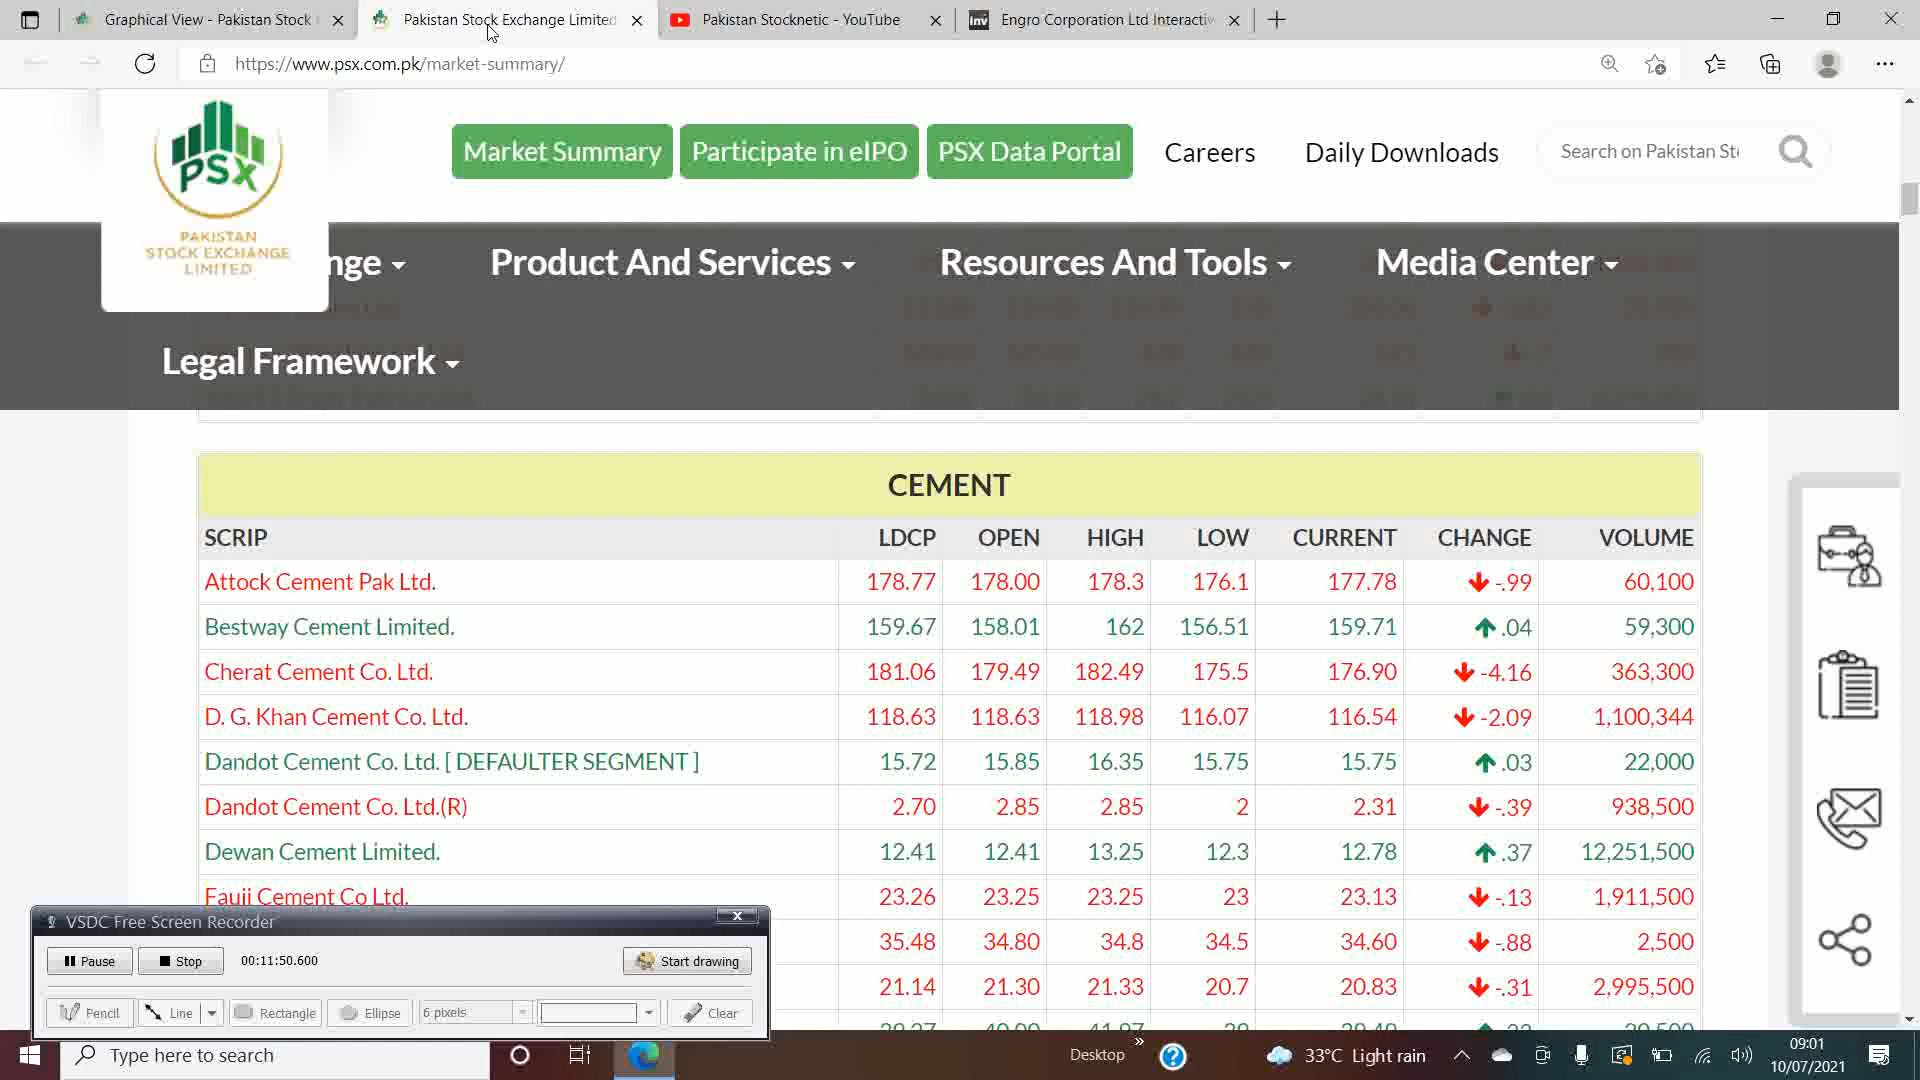 Graphical View - Pakistan Stock
Pakistan Stock Exchange Limited
Pakistan Stocknetic - YouTube
inv Engro Corporation Ltd Interactiv
https://www.psx.com.pk/market-summary/
PSX
PAKISTAN
STOCK EXCHANGE
LIMITED
Market Summary Participate in eIPO PSX Data Portal Careers Daily Downloads Search on Pakistan Sto
nge Product And Services Resources And Tools Media Center
Legal Framework
CEMENT
SCRIP LDCP OPEN HIGH LOW CURRENT CHANGE VOLUME
Attock Cement Pak Ltd. 178.77 178.00 178.3 176.1 177.78 -.99 60,100
Bestway Cement Limited. 159.67 158.01 162 156.51 159.71 .04 59,300
Cherat Cement Co. Ltd. 181.06 179.49 182.49 175.5 176.90 -4.16 363,300
D. G. Khan Cement Co. Ltd. 118.63 118.63 118.98 116.07 116.54 -2.09 1,100,344
Dandot Cement Co. Ltd. [ DEFAULTER SEGMENT ] 15.72 15.85 16.35 15.75 15.75 .03 22,000
Dandot Cement Co. Ltd.(R) 2.70 2.85 2.85 2 2.31 -.39 938,500
Dewan Cement Limited. 12.41 12.41 13.25 12.3 12.78 .37 12,251,500
Fauji Cement Co Ltd. 23.26 23.25 23.25 23 23.13 -.13 1,911,500
35.48 34.80 34.8 34.5 34.60 -.88 2,500
21.14 21.30 21.33 20.7 20.83 -.31 2,995,500
VSDC Free Screen Recorder
Pause Stop 00:11:50.600 Start drawing
Pencil Line Rectangle Ellipse 6 pixels Clear
Type here to search
Desktop
33°C Light rain
09:01
10/07/2021